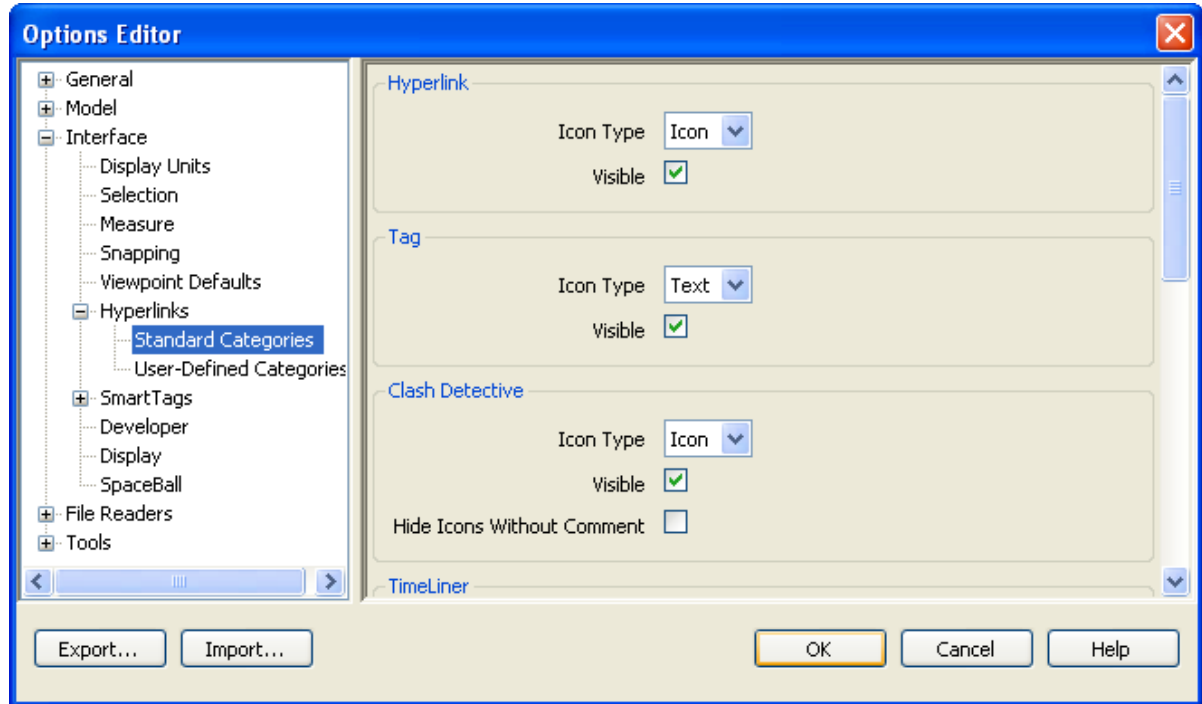 Options Editor
General
Model
Interface
Display Units
Selection
Measure
Snapping
Viewpoint Defaults
Hyperlinks
Standard Categories
User-Defined Categories
SmartTags
Developer
Display
SpaceBall
File Readers
Tools
Hyperlink
Icon Type Icon
Visible
Tag
Icon Type Text
Visible
Clash Detective
Icon Type Icon
Visible
Hide Icons Without Comment
TimeLiner
Export... Import... OK Cancel Help